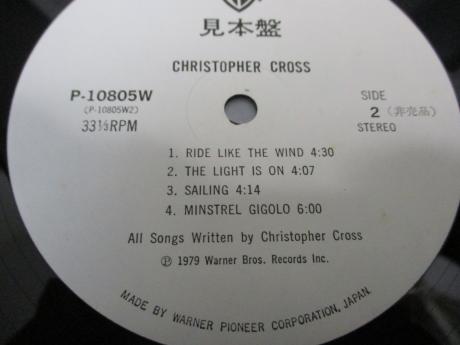 見本盤
CHRISTOPHER CROSS
P-10805W
(P-10805W2)
33⅓RPM
SIDE
2 (非売品)
STEREO
1. RIDE LIKE THE WIND 4:30
2. THE LIGHT IS ON 4:07
3. SAILING 4:14
4. MINSTREL GIGOLO 6:00
All Songs Written by Christopher Cross
Ⓟ 1979 Warner Bros. Records Inc.
MADE BY WARNER PIONEER CORPORATION, JAPAN.